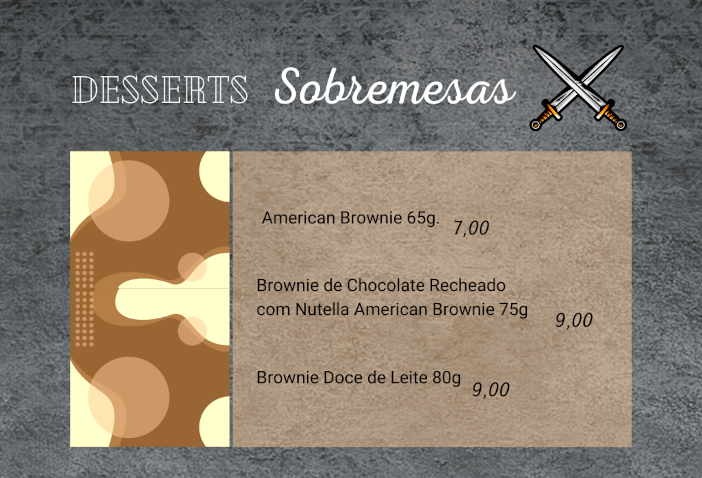 DESSERTS Sobremesas
American Brownie 65g. 7,00
Brownie de Chocolate Recheado
com Nutella American Brownie 75g 9,00
Brownie Doce de Leite 80g 9,00